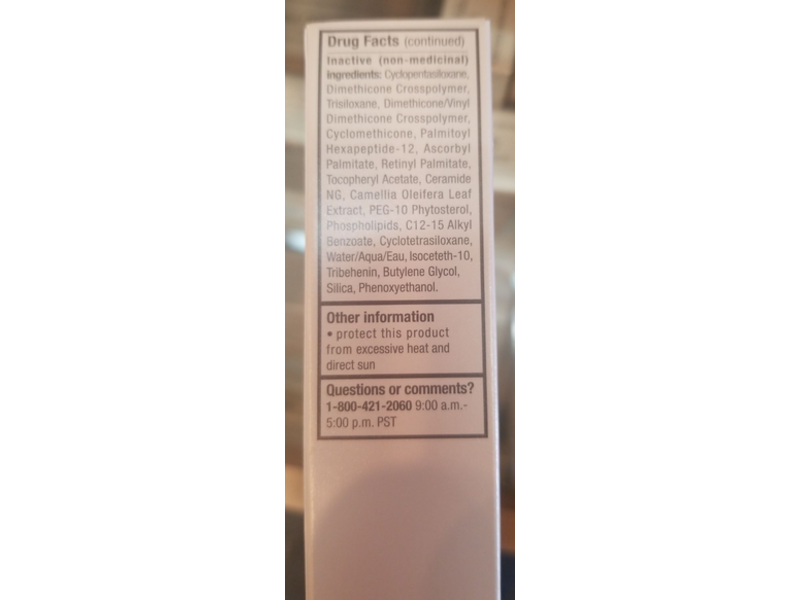 Drug Facts (continued)
Inactive (non-medicinal)
ingredients: Cyclopentasiloxane,
Dimethicone Crosspolymer,
Trisiloxane, Dimethicone/Vinyl
Dimethicone Crosspolymer,
Cyclomethicone, Palmitoyl
Hexapeptide-12, Ascorbyl
Palmitate, Retinyl Palmitate,
Tocopheryl Acetate, Ceramide
NG, Camellia Oleifera Leaf
Extract, PEG-10 Phytosterol,
Phospholipids, C12-15 Alkyl
Benzoate, Cyclotetrasiloxane,
Water/Aqua/Eau, Isoceteth-10,
Tribehenin, Butylene Glycol,
Silica, Phenoxyethanol.
Other information
• protect this product
from excessive heat and
direct sun
Questions or comments?
1-800-421-2060 9:00 a.m.-
5:00 p.m. PST